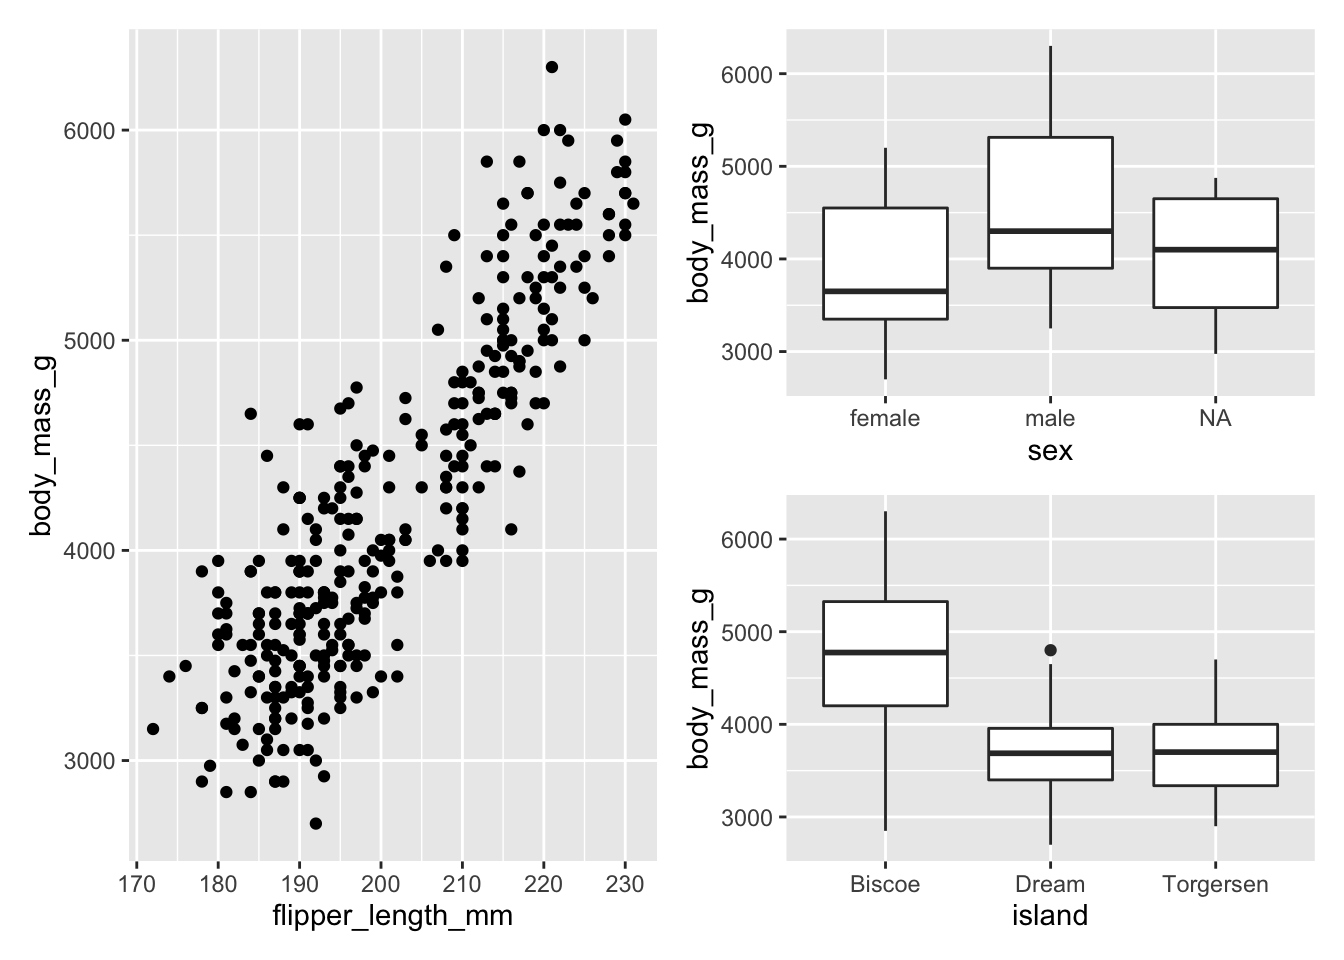 body_mass_g
6000
5000
4000
3000
170 180 190 200 210 220 230
flipper_length_mm
body_mass_g
6000
5000
4000
3000
female male NA
sex
body_mass_g
6000
5000
4000
3000
Biscoe Dream Torgersen
island